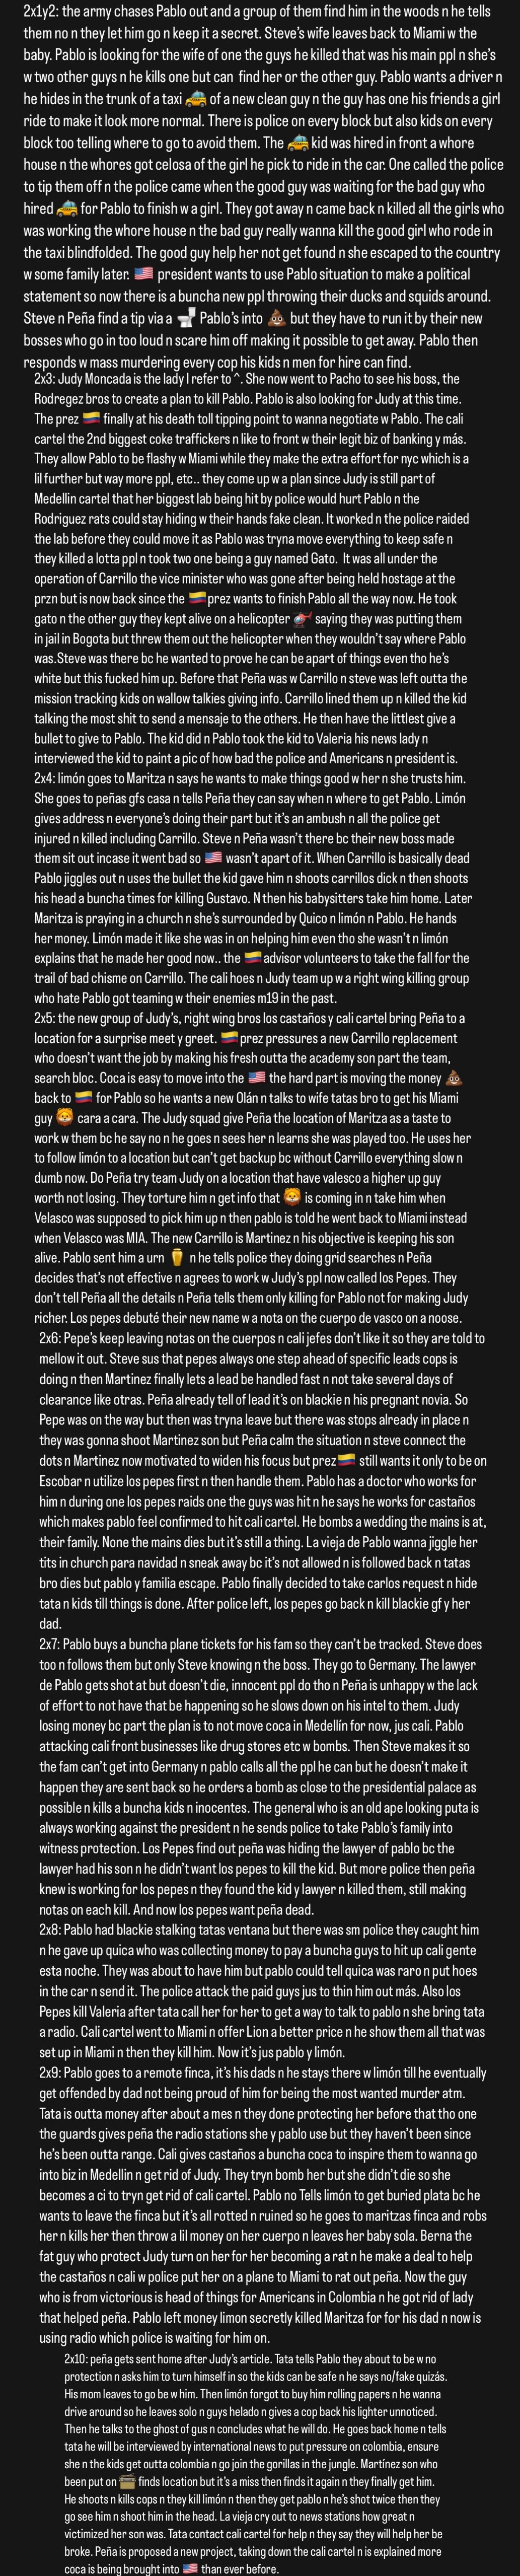 2x1y2: the army chases Pablo out and a group of them find him in the woods n he tells
them no n they let him go n keep it a secret. Steve's wife leaves back to Miami w the
baby. Pablo is looking for the wife of one the guys he killed that was his main ppl n she's
w two other guys n he kills one but can find her or the other guy. Pablo wants a driver n
he hides in the trunk of a taxi 🚕 of a new clean guy n the guy has one his friends a girl
ride to make it look more normal. There is police on every block but also kids on every
block too telling where to go to avoid them. The 🚕 kid was hired in front a whore
house n the whores got celosa of the girl he pick to ride in the car. One called the police
to tip them off n the police came when the good guy was waiting for the bad guy who
hired 🚕 for Pablo to finish w a girl. They got away n came back n killed all the girls who
was working the whore house n the bad guy really wanna kill the good girl who rode in
the taxi blindfolded. The good guy help her not get found n she escaped to the country
w some family later. 🇺🇸 president wants to use Pablo situation to make a political
statement so now there is a buncha new ppl throwing their ducks and squids around.
Steve n Peña find a tip via a 🚽 Pablo's into 💩 but they have to run it by their new
bosses who go in too loud n scare him off making it possible to get away. Pablo then
responds w mass murdering every cop his kids n men for hire can find.
2x3: Judy Moncada is the lady I refer to ^. She now went to Pacho to see his boss, the
Rodregez bros to create a plan to kill Pablo. Pablo is also looking for Judy at this time.
The prez 🇨🇴 finally at his death toll tipping point to wanna negotiate w Pablo. The cali
cartel the 2nd biggest coke traffickers n like to front w their legit biz of banking y más.
They allow Pablo to be flashy w Miami while they make the extra effort for nyc which is a
lil further but way more ppl, etc.. they come up w a plan since Judy is still part of
Medellin cartel that her biggest lab being hit by police would hurt Pablo n the
Rodriguez rats could stay hiding w their hands fake clean. It worked n the police raided
the lab before they could move it as Pablo was tryna move everything to keep safe n
they killed a lotta ppl n took two one being a guy named Gato. It was all under the
operation of Carrillo the vice minister who was gone after being held hostage at the
przn but is now back since the 🇨🇴prez wants to finish Pablo all the way now. He took
gato n the other guy they kept alive on a helicopter 🚁 saying they was putting them
in jail in Bogota but threw them out the helicopter when they wouldn't say where Pablo
was.Steve was there bc he wanted to prove he can be apart of things even tho he's
white but this fucked him up. Before that Peña was w Carrillo n steve was left outta the
mission tracking kids on wallow talkies giving info. Carrillo lined them up n killed the kid
talking the most shit to send a mensaje to the others. He then have the littlest give a
bullet to give to Pablo. The kid did n Pablo took the kid to Valeria his news lady n
interviewed the kid to paint a pic of how bad the police and Americans n president is.
2x4: limón goes to Maritza n says he wants to make things good w her n she trusts him.
She goes to peñas gfs casa n tells Peña they can say when n where to get Pablo. Limón
gives address n everyone's doing their part but it's an ambush n all the police get
injured n killed including Carrillo. Steve n Peña wasn't there bc their new boss made
them sit out incase it went bad so 🇺🇸 wasn't apart of it. When Carrillo is basically dead
Pablo jiggles out n uses the bullet the kid gave him n shoots carrillos dick n then shoots
his head a buncha times for killing Gustavo. N then his babysitters take him home. Later
Maritza is praying in a church n she's surrounded by Quico n limón n Pablo. He hands
her money. Limón made it like she was in on helping him even tho she wasn't n limón
explains that he made her good now.. the 🇨🇴advisor volunteers to take the fall for the
trail of bad chisme on Carrillo. The cali hoes n Judy team up w a right wing killing group
who hate Pablo got teaming w their enemies m19 in the past.
2x5: the new group of Judy's, right wing bros los castaños y cali cartel bring Peña to a
location for a surprise meet y greet. 🇨🇴prez pressures a new Carrillo replacement
who doesn't want the job by making his fresh outta the academy son part the team,
search bloc. Coca is easy to move into the 🇺🇸 the hard part is moving the money 💩
back to 🇨🇴 for Pablo so he wants a new Olán n talks to wife tatas bro to get his Miami
guy 🦁 cara a cara. The Judy squad give Peña the location of Maritza as a taste to
work w them bc he say no n he goes n sees her n learns she was played too. He uses her
to follow limón to a location but can't get backup bc without Carrillo everything slow n
dumb now. Do Peña try team Judy on a location that have valesco a higher up guy
worth not losing. They torture him n get info that 🦁 is coming in n take him when
Velasco was supposed to pick him up n then pablo is told he went back to Miami instead
when Velasco was MIA. The new Carrillo is Martinez n his objective is keeping his son
alive. Pablo sent him a urn ⚱️ n he tells police they doing grid searches n Peña
decides that's not effective n agrees to work w Judy's ppl now called los Pepes. They
don't tell Peña all the details n Peña tells them only killing for Pablo not for making Judy
richer. Los pepes debuté their new name w a nota on the cuerpo de vasco on a noose.
2x6: Pepe's keep leaving notas on the cuerpos n cali jefes don't like it so they are told to
mellow it out. Steve sus that pepes always one step ahead of specific leads cops is
doing n then Martinez finally lets a lead be handled fast n not take several days of
clearance like otras. Peña already tell of lead it's on blackie n his pregnant novia. So
Pepe was on the way but then was tryna leave but there was stops already in place n
they was gonna shoot Martinez son but Peña calm the situation n steve connect the
dots n Martinez now motivated to widen his focus but prez🇨🇴 still wants it only to be on
Escobar n utilize los pepes first n then handle them. Pablo has a doctor who works for
him n during one los pepes raids one the guys was hit n he says he works for castaños
which makes pablo feel confirmed to hit cali cartel. He bombs a wedding the mains is at,
their family. None the mains dies but it's still a thing. La vieja de Pablo wanna jiggle her
tits in church para navidad n sneak away bc it's not allowed n is followed back n tatas
bro dies but pablo y familia escape. Pablo finally decided to take carlos request n hide
tata n kids till things is done. After police left, los pepes go back n kill blackie gf y her
dad.
2x7: Pablo buys a buncha plane tickets for his fam so they can't be tracked. Steve does
too n follows them but only Steve knowing n the boss. They go to Germany. The lawyer
de Pablo gets shot at but doesn't die, innocent ppl do tho n Peña is unhappy w the lack
of effort to not have that be happening so he slows down on his intel to them. Judy
losing money bc part the plan is to not move coca in Medellín for now, jus cali. Pablo
attacking cali front businesses like drug stores etc w bombs. Then Steve makes it so
the fam can't get into Germany n pablo calls all the ppl he can but he doesn't make it
happen they are sent back so he orders a bomb as close to the presidential palace as
possible n kills a buncha kids n inocentes. The general who is an old ape looking puta is
always working against the president n he sends police to take Pablo's family into
witness protection. Los Pepes find out peña was hiding the lawyer of pablo bc the
lawyer had his son n he didn't want los pepes to kill the kid. But more police then peña
knew is working for los pepes n they found the kid y lawyer n killed them, still making
notas on each kill. And now los pepes want peña dead.
2x8: Pablo had blackie stalking tatas ventana but there was sm police they caught him
n he gave up quica who was collecting money to pay a buncha guys to hit up cali gente
esta noche. They was about to have him but pablo could tell quica was raro n put hoes
in the car n send it. The police attack the paid guys jus to thin him out más. Also los
Pepes kill Valeria after tata call her for her to get a way to talk to pablo n she bring tata
a radio. Cali cartel went to Miami n offer Lion a better price n he show them all that was
set up in Miami n then they kill him. Now it's jus pablo y limón.
2x9: Pablo goes to a remote finca, it's his dads n he stays there w limón till he eventually
get offended by dad not being proud of him for being the most wanted murder atm.
Tata is outta money after about a mes n they done protecting her before that tho one
the guards gives peña the radio stations she y pablo use but they haven't been since
he's been outta range. Cali gives castaños a buncha coca to inspire them to wanna go
into biz in Medellin n get rid of Judy. They tryn bomb her but she didn't die so she
becomes a ci to tryn get rid of cali cartel. Pablo no Tells limón to get buried plata bc he
wants to leave the finca but it's all rotted n ruined so he goes to maritzas finca and robs
her n kills her then throw a lil money on her cuerpo n leaves her baby sola. Berna the
fat guy who protect Judy turn on her for her becoming a rat n he make a deal to help
the castaños n cali w police put her on a plane to Miami to rat out peña. Now the guy
who is from victorious is head of things for Americans in Colombia n he got rid of lady
that helped peña. Pablo left money limon secretly killed Maritza for for his dad n now is
using radio which police is waiting for him on.
2x10: peña gets sent home after Judy's article. Tata tells Pablo they about to be w no
protection n asks him to turn himself in so the kids can be safe n he says no/fake quizás.
His mom leaves to go be w him. Then limón forgot to buy him rolling papers n he wanna
drive around so he leaves solo n guys helado n gives a cop back his lighter unnoticed.
Then he talks to the ghost of gus n concludes what he will do. He goes back home n tells
tata he will be interviewed by international news to put pressure on colombia, ensure
she n the kids get outta colombia n go join the gorillas in the jungle. Martínez son who
been put on 📻 finds location but it's a miss then finds it again n they finally get him.
He shoots n kills cops n they kill limón n then they get pablo n he's shot twice then they
go see him n shoot him in the head. La vieja cry out to news stations how great n
victimized her son was. Tata contact cali cartel for help n they say they will help her be
broke. Peña is proposed a new project, taking down the cali cartel n is explained more
coca is being brought into 🇺🇸 than ever before.